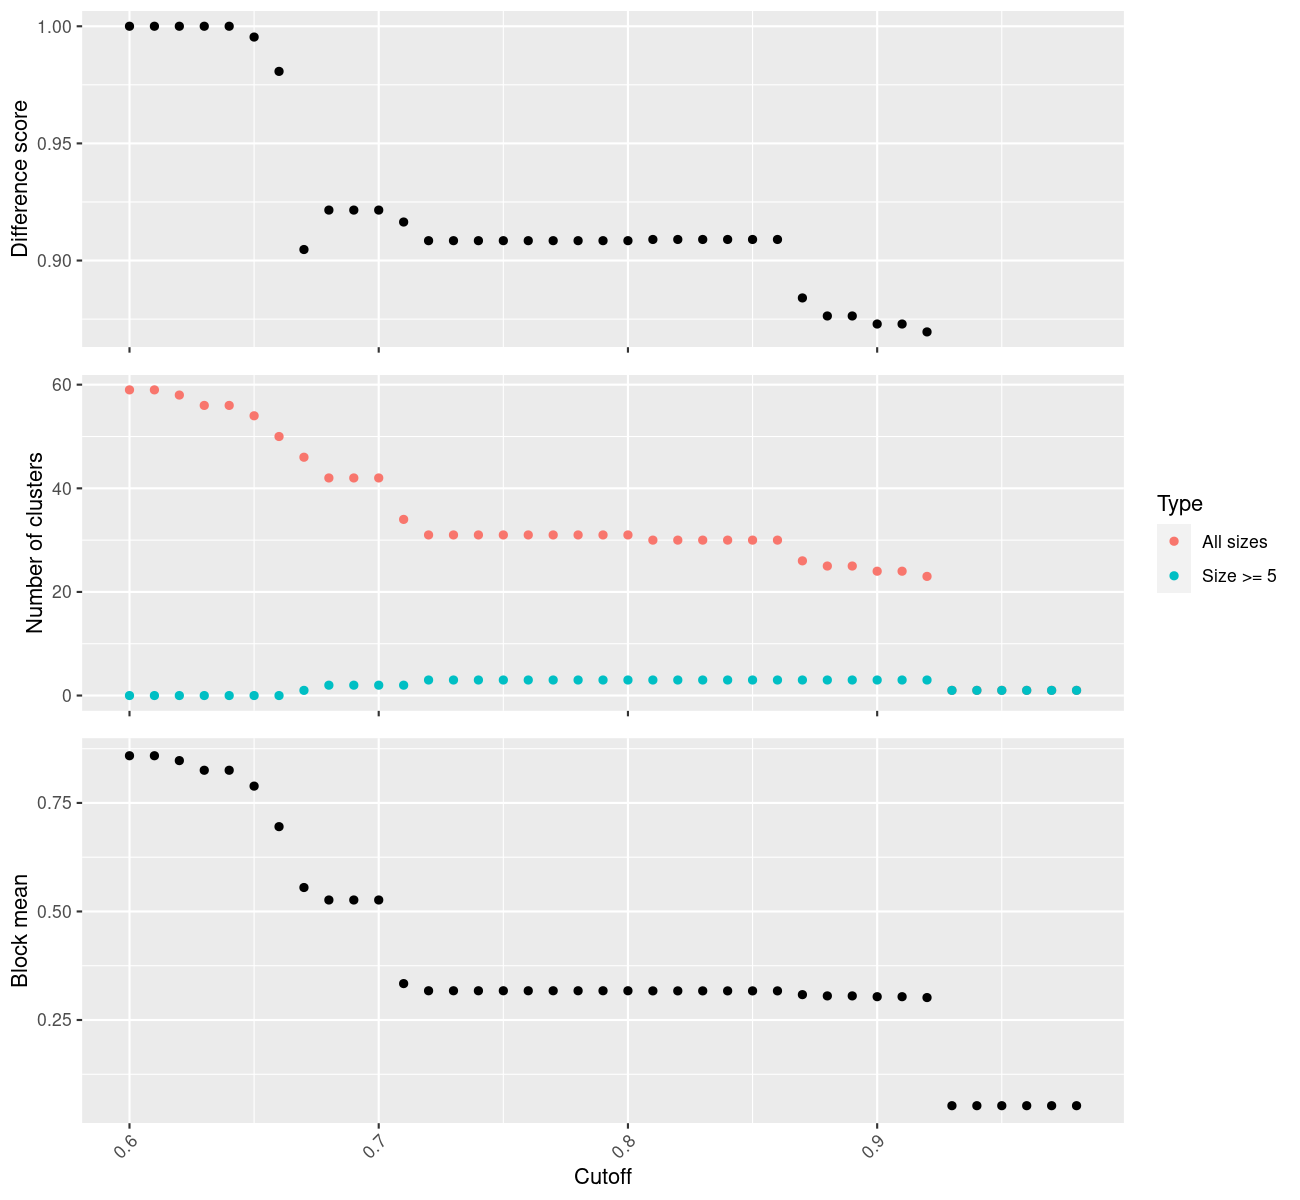 Difference score
1.00
0.95
0.90
Number of clusters
60
40
20
0
Type
All sizes
Size >= 5
Block mean
0.75
0.50
0.25
0.6
0.7
0.8
0.9
Cutoff